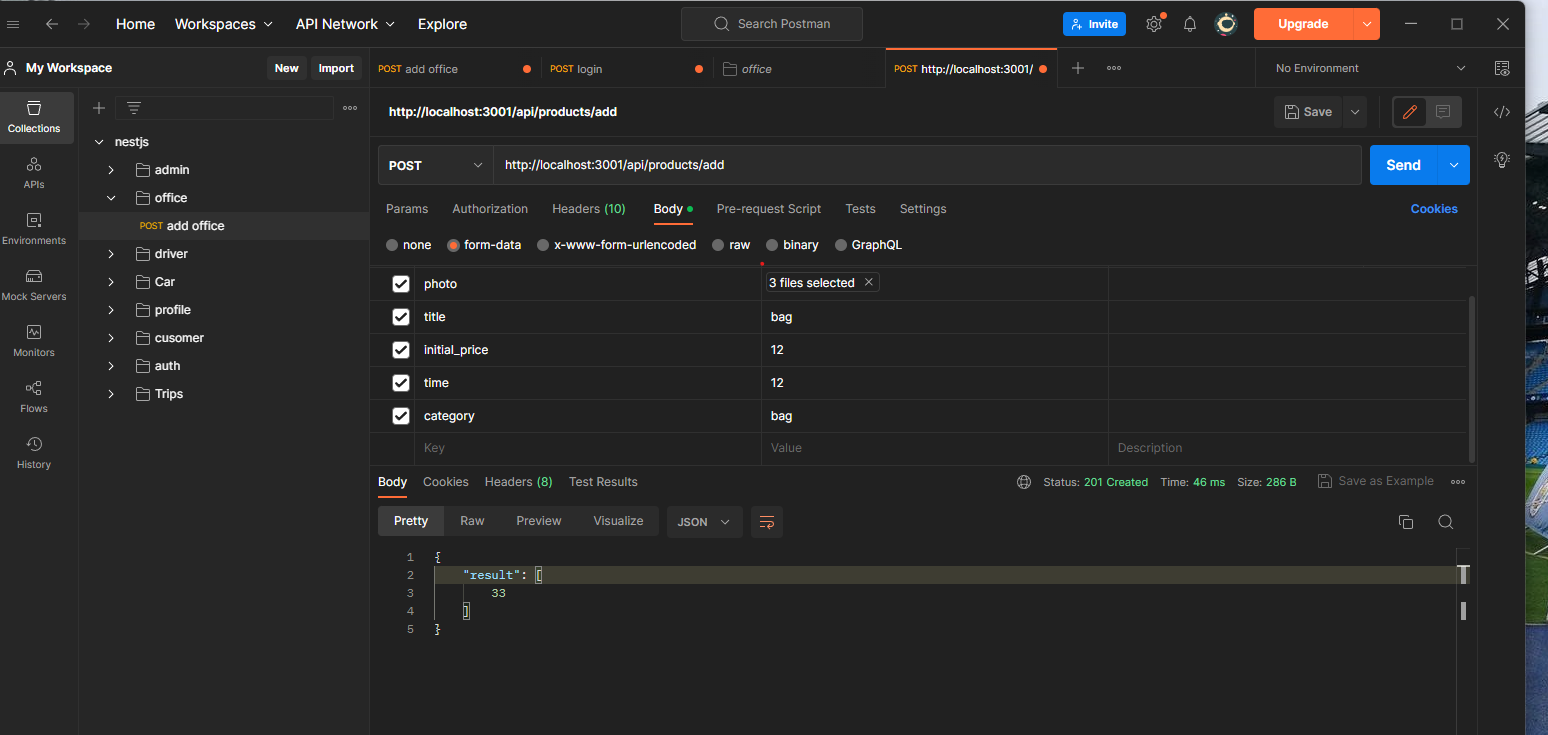 Home Workspaces API Network Explore Search Postman Invite Upgrade
My Workspace New Import POST add office POST login office POST http://localhost:3001/ No Environment
Collections
APIs
Environments
Mock Servers
Monitors
Flows
History
nestjs
admin
office
POST add office
driver
Car
profile
cusomer
auth
Trips
http://localhost:3001/api/products/add Save
POST http://localhost:3001/api/products/add Send
Params Authorization Headers (10) Body Pre-request Script Tests Settings Cookies
none form-data x-www-form-urlencoded raw binary GraphQL
photo 3 files selected
title bag
initial_price 12
time 12
category bag
Key Value Description
Body Cookies Headers (8) Test Results Status: 201 Created Time: 46 ms Size: 286 B Save as Example
Pretty Raw Preview Visualize JSON
1 {
2 "result": [
3 33
4 ]
5 }